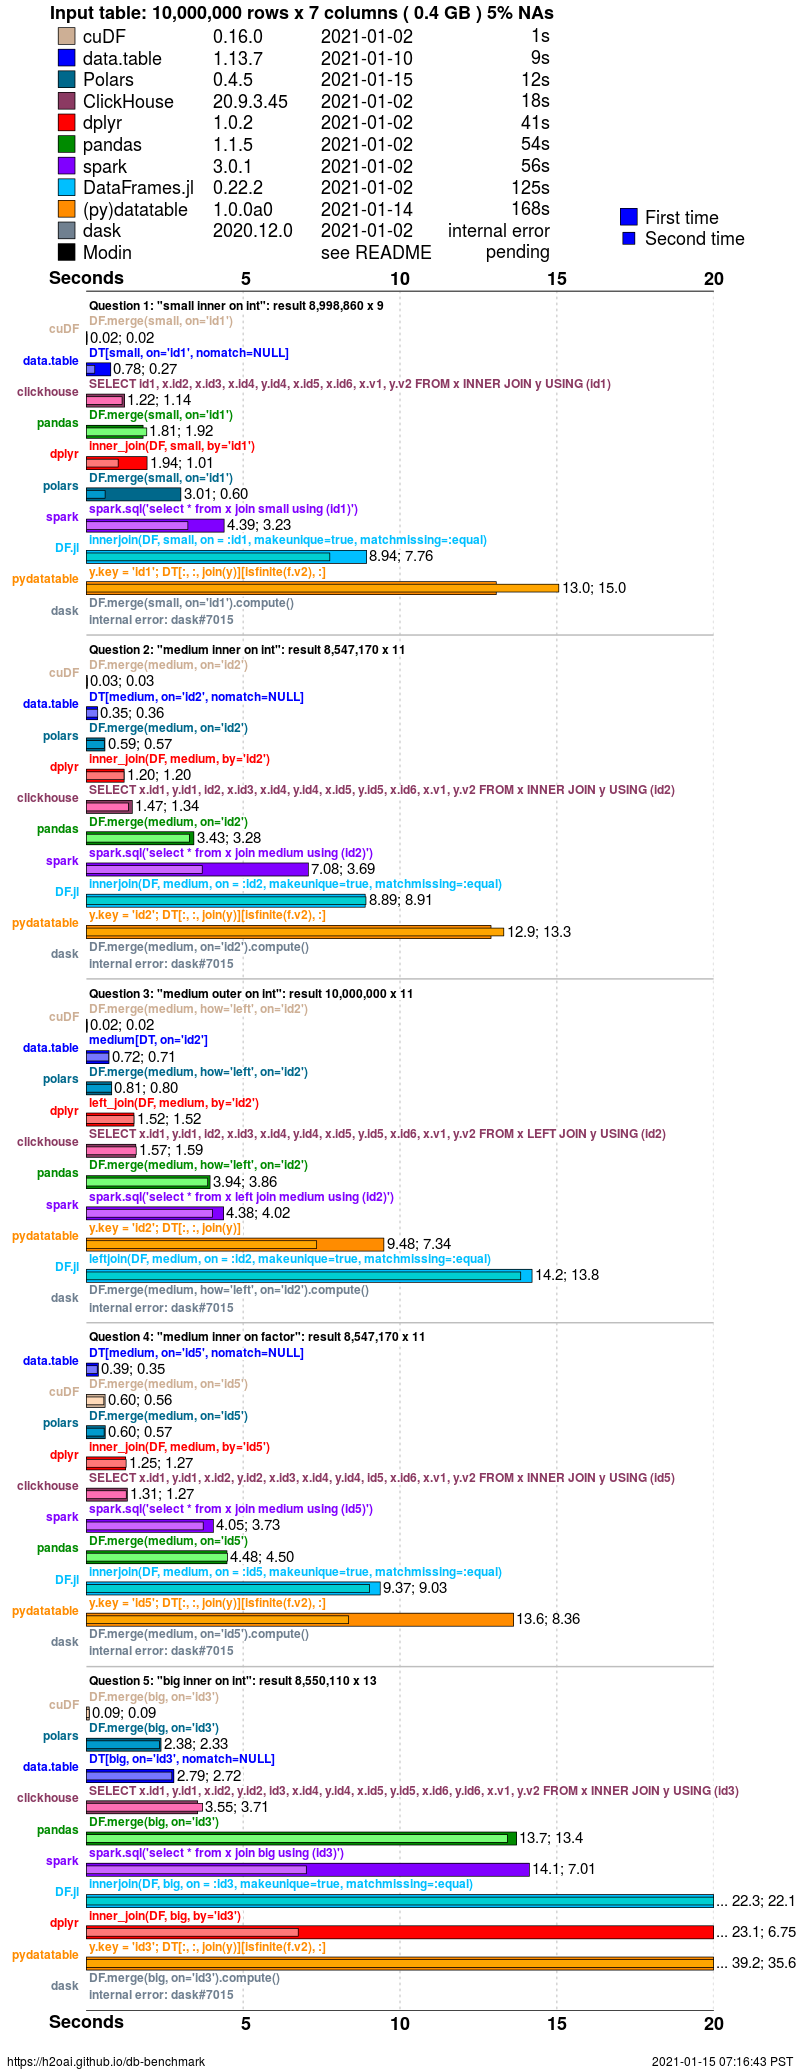 Input table: 10,000,000 rows x 7 columns ( 0.4 GB ) 5% NAs
cuDF 0.16.0 2021-01-02 1s
data.table 1.13.7 2021-01-10 9s
Polars 0.4.5 2021-01-15 12s
ClickHouse 20.9.3.45 2021-01-02 18s
dplyr 1.0.2 2021-01-02 41s
pandas 1.1.5 2021-01-02 54s
spark 3.0.1 2021-01-02 56s
DataFrames.jl 0.22.2 2021-01-02 125s
(py)datatable 1.0.0a0 2021-01-14 168s
dask 2020.12.0 2021-01-02 internal error
Modin see README pending
First time
Second time
Seconds 5 10 15 20
Question 1: "small inner on int": result 8,998,860 x 9
cuDF DF.merge(small, on='id1')
0.02; 0.02
data.table DT[small, on='id1', nomatch=NULL]
0.78; 0.27
clickhouse SELECT id1, x.id2, x.id3, x.id4, y.id4, x.id5, x.id6, x.v1, y.v2 FROM x INNER JOIN y USING (id1)
1.22; 1.14
pandas DF.merge(small, on='id1')
1.81; 1.92
dplyr inner_join(DF, small, by='id1')
1.94; 1.01
polars DF.merge(small, on='id1')
3.01; 0.60
spark spark.sql('select * from x join small using (id1)')
4.39; 3.23
DF.jl innerjoin(DF, small, on = :id1, makeunique=true, matchmissing=:equal)
8.94; 7.76
pydatatable y.key = 'id1'; DT[:, :, join(y)][isfinite(f.v2), :]
13.0; 15.0
dask DF.merge(small, on='id1').compute()
internal error: dask#7015
Question 2: "medium inner on int": result 8,547,170 x 11
cuDF DF.merge(medium, on='id2')
0.03; 0.03
data.table DT[medium, on='id2', nomatch=NULL]
0.35; 0.36
polars DF.merge(medium, on='id2')
0.59; 0.57
dplyr inner_join(DF, medium, by='id2')
1.20; 1.20
clickhouse SELECT x.id1, y.id1, id2, x.id3, x.id4, y.id4, x.id5, y.id5, x.id6, x.v1, y.v2 FROM x INNER JOIN y USING (id2)
1.47; 1.34
pandas DF.merge(medium, on='id2')
3.43; 3.28
spark spark.sql('select * from x join medium using (id2)')
7.08; 3.69
DF.jl innerjoin(DF, medium, on = :id2, makeunique=true, matchmissing=:equal)
8.89; 8.91
pydatatable y.key = 'id2'; DT[:, :, join(y)][isfinite(f.v2), :]
12.9; 13.3
dask DF.merge(medium, on='id2').compute()
internal error: dask#7015
Question 3: "medium outer on int": result 10,000,000 x 11
cuDF DF.merge(medium, how='left', on='id2')
0.02; 0.02
data.table medium[DT, on='id2']
0.72; 0.71
polars DF.merge(medium, how='left', on='id2')
0.81; 0.80
dplyr left_join(DF, medium, by='id2')
1.52; 1.52
clickhouse SELECT x.id1, y.id1, id2, x.id3, x.id4, y.id4, x.id5, y.id5, x.id6, x.v1, y.v2 FROM x LEFT JOIN y USING (id2)
1.57; 1.59
pandas DF.merge(medium, how='left', on='id2')
3.94; 3.86
spark spark.sql('select * from x left join medium using (id2)')
4.38; 4.02
pydatatable y.key = 'id2'; DT[:, :, join(y)]
9.48; 7.34
DF.jl leftjoin(DF, medium, on = :id2, makeunique=true, matchmissing=:equal)
14.2; 13.8
dask DF.merge(medium, how='left', on='id2').compute()
internal error: dask#7015
Question 4: "medium inner on factor": result 8,547,170 x 11
data.table DT[medium, on='id5', nomatch=NULL]
0.39; 0.35
cuDF DF.merge(medium, on='id5')
0.60; 0.56
polars DF.merge(medium, on='id5')
0.60; 0.57
dplyr inner_join(DF, medium, by='id5')
1.25; 1.27
clickhouse SELECT x.id1, y.id1, x.id2, y.id2, x.id3, x.id4, y.id4, id5, x.id6, x.v1, y.v2 FROM x INNER JOIN y USING (id5)
1.31; 1.27
spark spark.sql('select * from x join medium using (id5)')
4.05; 3.73
pandas DF.merge(medium, on='id5')
4.48; 4.50
DF.jl innerjoin(DF, medium, on = :id5, makeunique=true, matchmissing=:equal)
9.37; 9.03
pydatatable y.key = 'id5'; DT[:, :, join(y)][isfinite(f.v2), :]
13.6; 8.36
dask DF.merge(medium, on='id5').compute()
internal error: dask#7015
Question 5: "big inner on int": result 8,550,110 x 13
cuDF DF.merge(big, on='id3')
0.09; 0.09
polars DF.merge(big, on='id3')
2.38; 2.33
data.table DT[big, on='id3', nomatch=NULL]
2.79; 2.72
clickhouse SELECT x.id1, y.id1, x.id2, y.id2, id3, x.id4, y.id4, x.id5, y.id5, x.id6, y.id6, x.v1, y.v2 FROM x INNER JOIN y USING (id3)
3.55; 3.71
pandas DF.merge(big, on='id3')
13.7; 13.4
spark spark.sql('select * from x join big using (id3)')
14.1; 7.01
DF.jl innerjoin(DF, big, on = :id3, makeunique=true, matchmissing=:equal)
... 22.3; 22.1
dplyr inner_join(DF, big, by='id3')
... 23.1; 6.75
pydatatable y.key = 'id3'; DT[:, :, join(y)][isfinite(f.v2), :]
... 39.2; 35.6
dask DF.merge(big, on='id3').compute()
internal error: dask#7015
Seconds 5 10 15 20
https://h2oai.github.io/db-benchmark 2021-01-15 07:16:43 PST